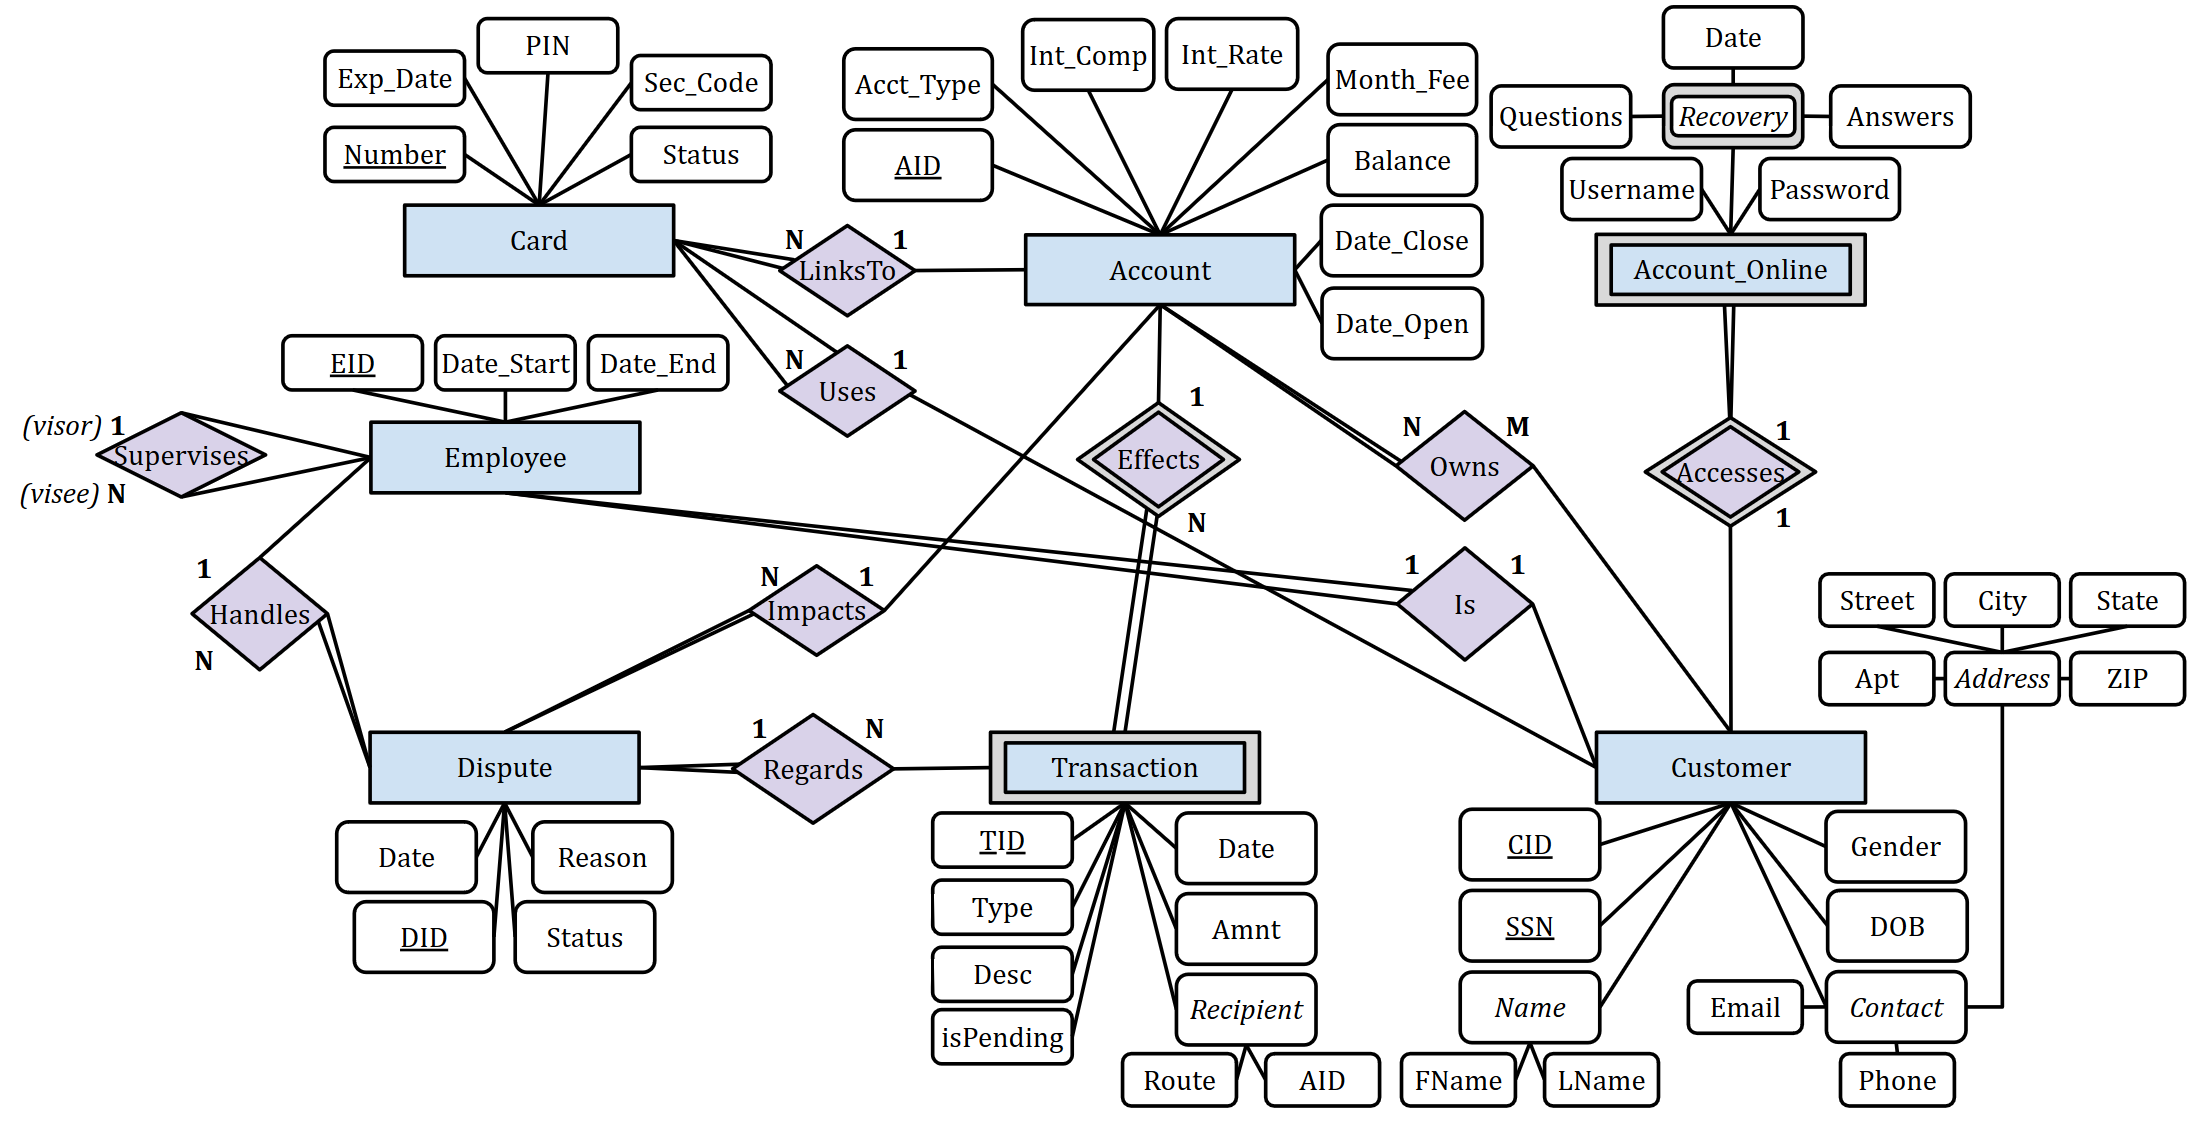 Date
PIN
Exp_Date
Sec_Code
Number
Status
Card
Acct_Type
Int_Comp
Int_Rate
Month_Fee
AID
Balance
Date_Close
Date_Open
Account
Questions
Recovery
Answers
Username
Password
Account_Online
N
1
LinksTo
N
1
Uses
EID
Date_Start
Date_End
Employee
(visor) 1
Supervises
(visee) N
1
Effects
N
N
M
Owns
1
Accesses
1
1
Handles
N
N
1
Impacts
1
1
Is
Street
City
State
Apt
Address
ZIP
Dispute
1
N
Regards
Transaction
Customer
Date
Reason
DID
Status
TID
Date
Type
Amnt
Desc
Recipient
isPending
Route
AID
CID
Gender
SSN
DOB
Name
Email
Contact
FName
LName
Phone